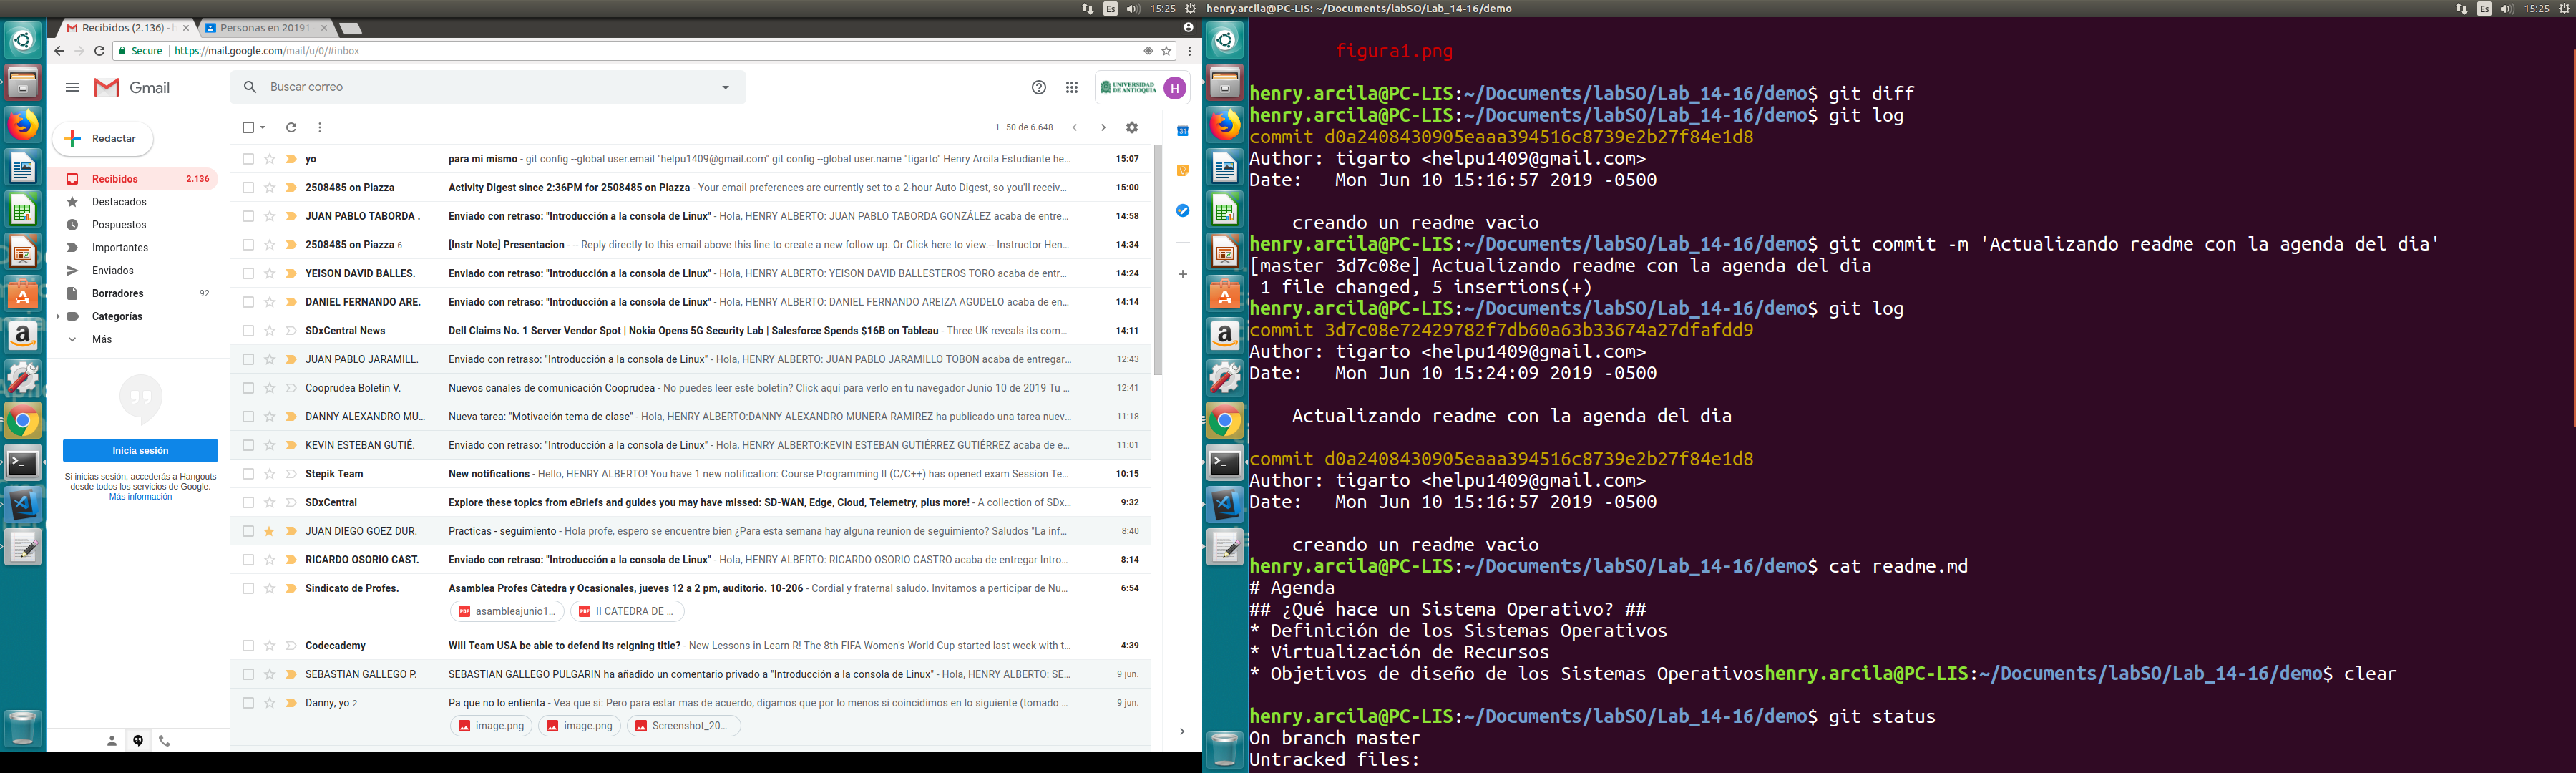 Es 15:25
Recibidos (2.136) - h
Personas en 20191
Secure https://mail.google.com/mail/u/0/#inbox
Gmail
Buscar correo
UNIVERSIDAD DE ANTIOQUIA
H
Redactar
1–50 de 6.648
Recibidos 2.136
Destacados
Pospuestos
Importantes
Enviados
Borradores 92
Categorías
Más
Inicia sesión
Si inicias sesión, accederás a Hangouts
desde todos los servicios de Google.
Más información
yo para mi mismo - git config --global user.email "helpu1409@gmail.com" git config --global user.name "tigarto" Henry Arcila Estudiante he... 15:07
2508485 on Piazza Activity Digest since 2:36PM for 2508485 on Piazza - Your email preferences are currently set to a 2-hour Auto Digest, so you'll receiv... 15:00
JUAN PABLO TABORDA . Enviado con retraso: "Introducción a la consola de Linux" - Hola, HENRY ALBERTO: JUAN PABLO TABORDA GONZÁLEZ acaba de entre... 14:58
2508485 on Piazza 6 [Instr Note] Presentacion - -- Reply directly to this email above this line to create a new follow up. Or Click here to view.-- Instructor Hen... 14:34
YEISON DAVID BALLES. Enviado con retraso: "Introducción a la consola de Linux" - Hola, HENRY ALBERTO: YEISON DAVID BALLESTEROS TORO acaba de entr... 14:24
DANIEL FERNANDO ARE. Enviado con retraso: "Introducción a la consola de Linux" - Hola, HENRY ALBERTO: DANIEL FERNANDO AREIZA AGUDELO acaba de en... 14:14
SDxCentral News Dell Claims No. 1 Server Vendor Spot | Nokia Opens 5G Security Lab | Salesforce Spends $16B on Tableau - Three UK reveals its com... 14:11
JUAN PABLO JARAMILL. Enviado con retraso: "Introducción a la consola de Linux" - Hola, HENRY ALBERTO: JUAN PABLO JARAMILLO TOBON acaba de entregar... 12:43
Cooprudea Boletin V. Nuevos canales de comunicación Cooprudea - No puedes leer este boletín? Click aquí para verlo en tu navegador Junio 10 de 2019 Tu ... 12:41
DANNY ALEXANDRO MU... Nueva tarea: "Motivación tema de clase" - Hola, HENRY ALBERTO:DANNY ALEXANDRO MUNERA RAMIREZ ha publicado una tarea nuev... 11:18
KEVIN ESTEBAN GUTIÉ. Enviado con retraso: "Introducción a la consola de Linux" - Hola, HENRY ALBERTO:KEVIN ESTEBAN GUTIÉRREZ GUTIÉRREZ acaba de e... 11:01
Stepik Team New notifications - Hello, HENRY ALBERTO! You have 1 new notification: Course Programming II (C/C++) has opened exam Session Te... 10:15
SDxCentral Explore these topics from eBriefs and guides you may have missed: SD-WAN, Edge, Cloud, Telemetry, plus more! - A collection of SDx... 9:32
JUAN DIEGO GOEZ DUR. Practicas - seguimiento - Hola profe, espero se encuentre bien ¿Para esta semana hay alguna reunion de seguimiento? Saludos "La inf... 8:40
RICARDO OSORIO CAST. Enviado con retraso: "Introducción a la consola de Linux" - Hola, HENRY ALBERTO: RICARDO OSORIO CASTRO acaba de entregar Intro... 8:14
Sindicato de Profes. Asamblea Profes Càtedra y Ocasionales, jueves 12 a 2 pm, auditorio. 10-206 - Cordial y fraternal saludo. Invitamos a perticipar de Nu... 6:54
PDF asambleajunio1... PDF II CATEDRA DE ...
Codecademy Will Team USA be able to defend its reigning title? - New Lessons in Learn R! The 8th FIFA Women's World Cup started last week with t... 4:39
SEBASTIAN GALLEGO P. SEBASTIAN GALLEGO PULGARIN ha añadido un comentario privado a "Introducción a la consola de Linux" - Hola, HENRY ALBERTO: SE... 9 jun.
Danny, yo 2 Pa que no lo entienta - Vea que si: Pero para estar mas de acuerdo, digamos que por lo menos si coincidimos en lo siguiente (tomado ... 9 jun.
image.png image.png Screenshot_20...
henry.arcila@PC-LIS: ~/Documents/labSO/Lab_14-16/demo Es 15:25
figura1.png
henry.arcila@PC-LIS:~/Documents/labSO/Lab_14-16/demo$ git diff
henry.arcila@PC-LIS:~/Documents/labSO/Lab_14-16/demo$ git log
commit d0a2408430905eaaa394516c8739e2b27f84e1d8
Author: tigarto <helpu1409@gmail.com>
Date:   Mon Jun 10 15:16:57 2019 -0500
creando un readme vacio
henry.arcila@PC-LIS:~/Documents/labSO/Lab_14-16/demo$ git commit -m 'Actualizando readme con la agenda del dia'
[master 3d7c08e] Actualizando readme con la agenda del dia
1 file changed, 5 insertions(+)
henry.arcila@PC-LIS:~/Documents/labSO/Lab_14-16/demo$ git log
commit 3d7c08e72429782f7db60a63b33674a27dfafdd9
Author: tigarto <helpu1409@gmail.com>
Date:   Mon Jun 10 15:24:09 2019 -0500
Actualizando readme con la agenda del dia
commit d0a2408430905eaaa394516c8739e2b27f84e1d8
Author: tigarto <helpu1409@gmail.com>
Date:   Mon Jun 10 15:16:57 2019 -0500
creando un readme vacio
henry.arcila@PC-LIS:~/Documents/labSO/Lab_14-16/demo$ cat readme.md
# Agenda
## ¿Qué hace un Sistema Operativo? ##
* Definición de los Sistemas Operativos
* Virtualización de Recursos
* Objetivos de diseño de los Sistemas Operativoshenry.arcila@PC-LIS:~/Documents/labSO/Lab_14-16/demo$ clear
henry.arcila@PC-LIS:~/Documents/labSO/Lab_14-16/demo$ git status
On branch master
Untracked files: